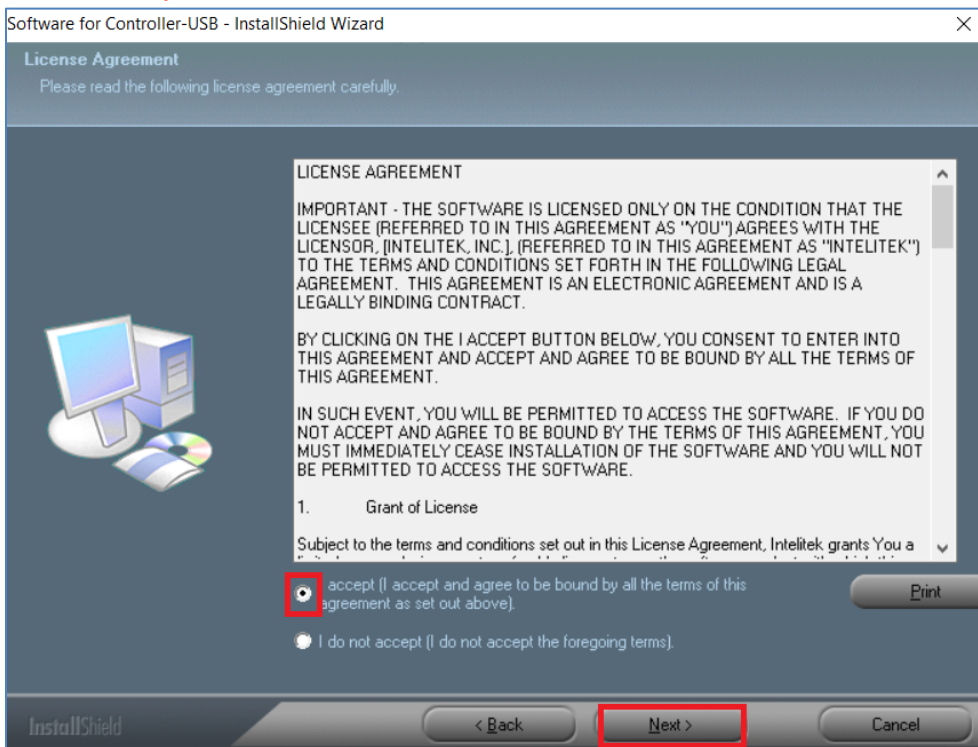 Software for Controller-USB - InstallShield Wizard
License Agreement
Please read the following license agreement carefully.
LICENSE AGREEMENT
IMPORTANT - THE SOFTWARE IS LICENSED ONLY ON THE CONDITION THAT THE
LICENSEE (REFERRED TO IN THIS AGREEMENT AS "YOU") AGREES WITH THE
LICENSOR, [INTELITEK, INC.], (REFERRED TO IN THIS AGREEMENT AS "INTELITEK")
TO THE TERMS AND CONDITIONS SET FORTH IN THE FOLLOWING LEGAL
AGREEMENT. THIS AGREEMENT IS AN ELECTRONIC AGREEMENT AND IS A
LEGALLY BINDING CONTRACT.
BY CLICKING ON THE I ACCEPT BUTTON BELOW, YOU CONSENT TO ENTER INTO
THIS AGREEMENT AND ACCEPT AND AGREE TO BE BOUND BY ALL THE TERMS OF
THIS AGREEMENT.
IN SUCH EVENT, YOU WILL BE PERMITTED TO ACCESS THE SOFTWARE. IF YOU DO
NOT ACCEPT AND AGREE TO BE BOUND BY THE TERMS OF THIS AGREEMENT, YOU
MUST IMMEDIATELY CEASE INSTALLATION OF THE SOFTWARE AND YOU WILL NOT
BE PERMITTED TO ACCESS THE SOFTWARE.
1. Grant of License
Subject to the terms and conditions set out in this License Agreement, Intelitek grants You a
accept (I accept and agree to be bound by all the terms of this
agreement as set out above).
Print
I do not accept (I do not accept the foregoing terms).
InstallShield
< Back
Next >
Cancel